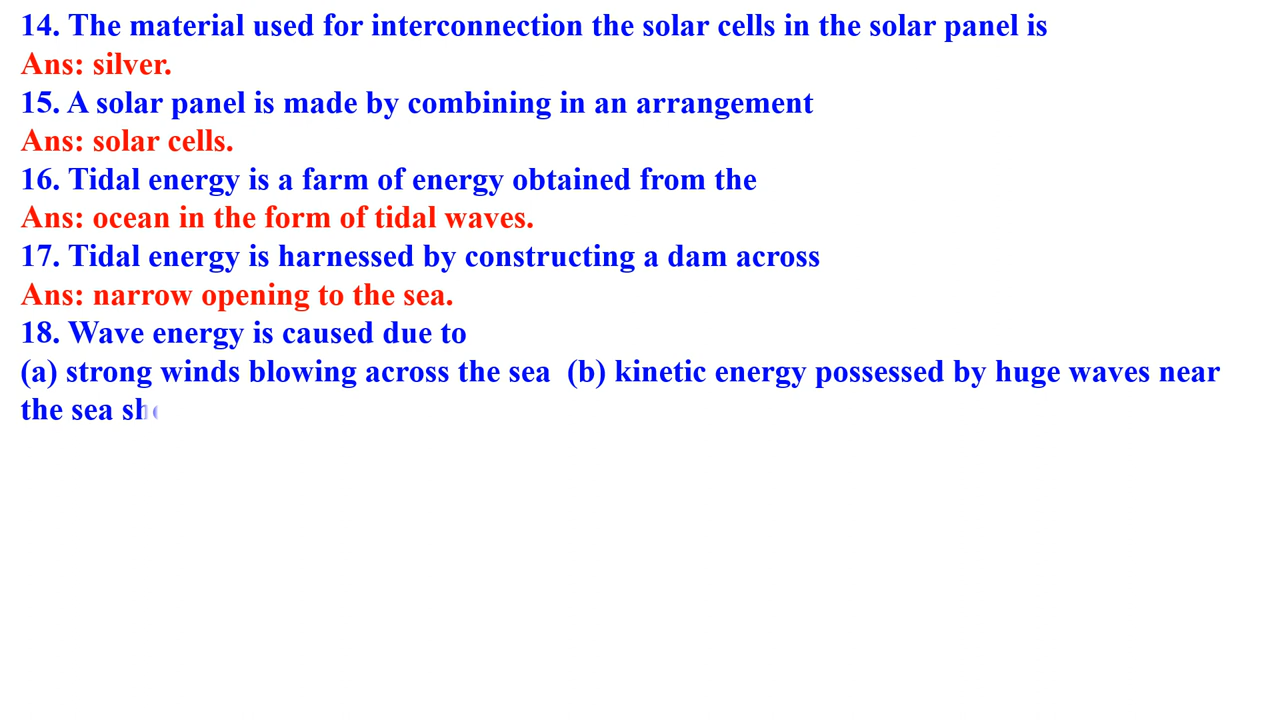 14. The material used for interconnection the solar cells in the solar panel is
Ans: silver.
15. A solar panel is made by combining in an arrangement
Ans: solar cells.
16. Tidal energy is a farm of energy obtained from the
Ans: ocean in the form of tidal waves.
17. Tidal energy is harnessed by constructing a dam across
Ans: narrow opening to the sea.
18. Wave energy is caused due to
(a) strong winds blowing across the sea (b) kinetic energy possessed by huge waves near
the sea